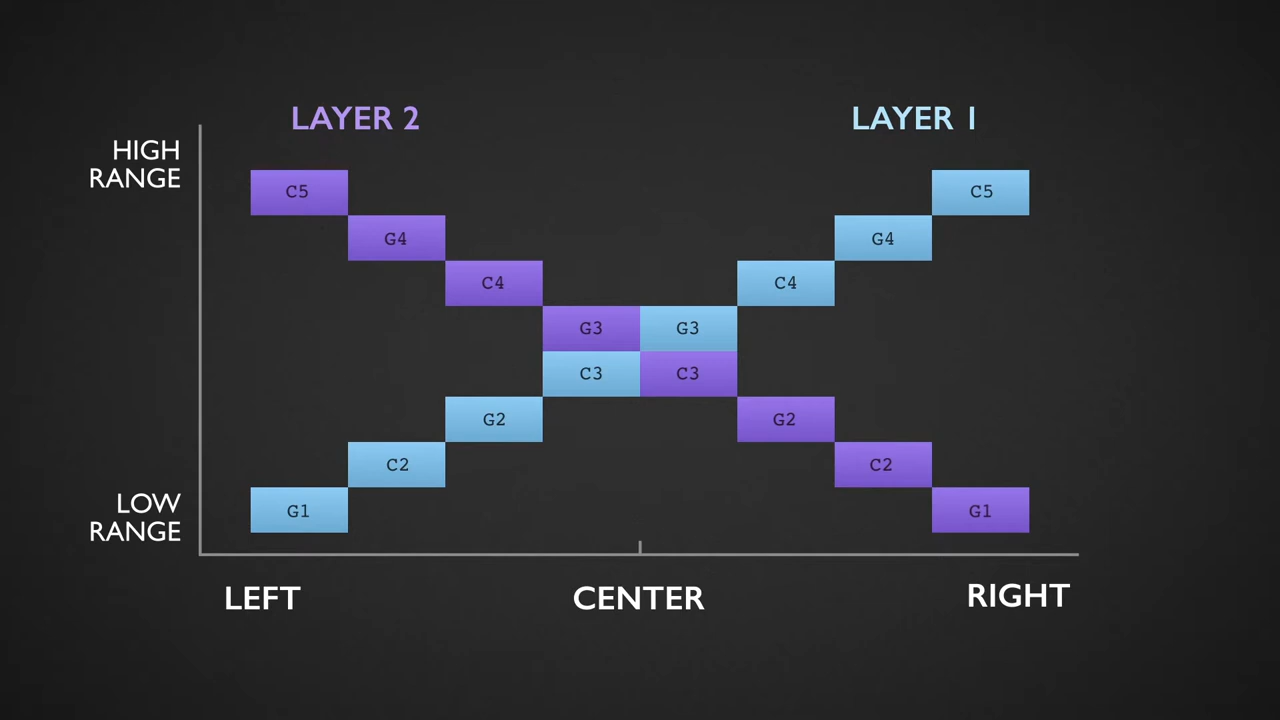 LAYER 2
LAYER 1
HIGH
RANGE
C5
C5
G4
G4
C4
C4
G3
G3
C3
C3
G2
G2
C2
C2
LOW
RANGE
G1
G1
LEFT
CENTER
RIGHT